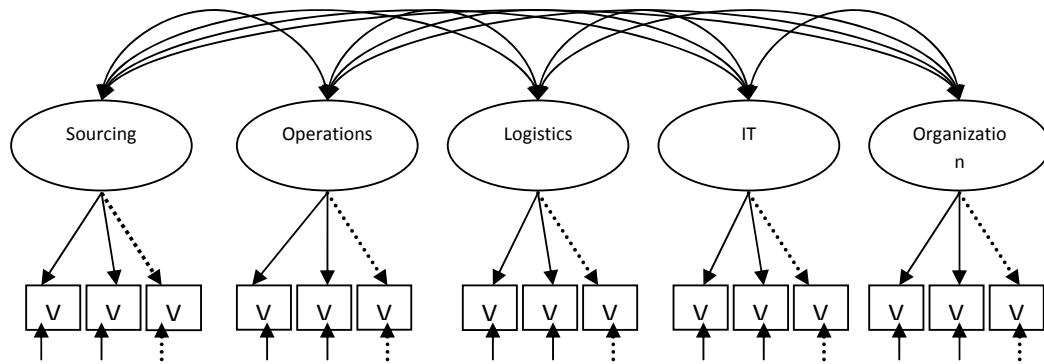 Sourcing Operations Logistics IT Organizatio
n
V V V V V V V V V V V V V V V